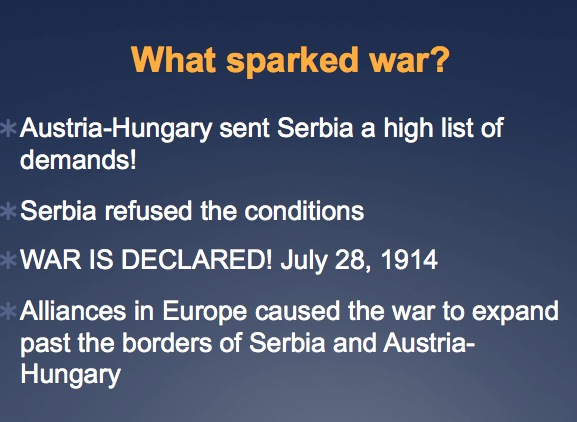 What sparked war?
Austria-Hungary sent Serbia a high list of
demands!
Serbia refused the conditions
WAR IS DECLARED! July 28, 1914
Alliances in Europe caused the war to expand
past the borders of Serbia and Austria-
Hungary